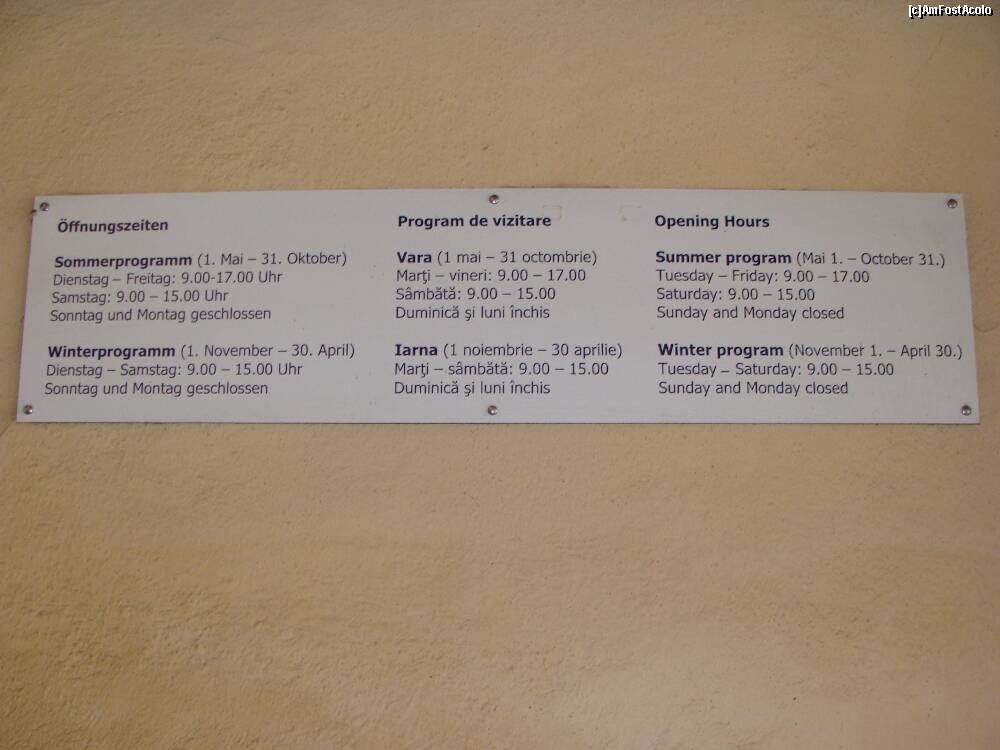 [c]AmFostAcolo
Öffnungszeiten
Sommerprogramm (1. Mai – 31. Oktober)
Dienstag – Freitag: 9.00-17.00 Uhr
Samstag: 9.00 – 15.00 Uhr
Sonntag und Montag geschlossen
Winterprogramm (1. November – 30. April)
Dienstag – Samstag: 9.00 – 15.00 Uhr
Sonntag und Montag geschlossen
Program de vizitare
Vara (1 mai – 31 octombrie)
Marţi – vineri: 9.00 – 17.00
Sâmbătă: 9.00 – 15.00
Duminică şi luni închis
Iarna (1 noiembrie – 30 aprilie)
Marţi – sâmbătă: 9.00 – 15.00
Duminică şi luni închis
Opening Hours
Summer program (Mai 1. – October 31.)
Tuesday – Friday: 9.00 – 17.00
Saturday: 9.00 – 15.00
Sunday and Monday closed
Winter program (November 1. – April 30.)
Tuesday – Saturday: 9.00 – 15.00
Sunday and Monday closed